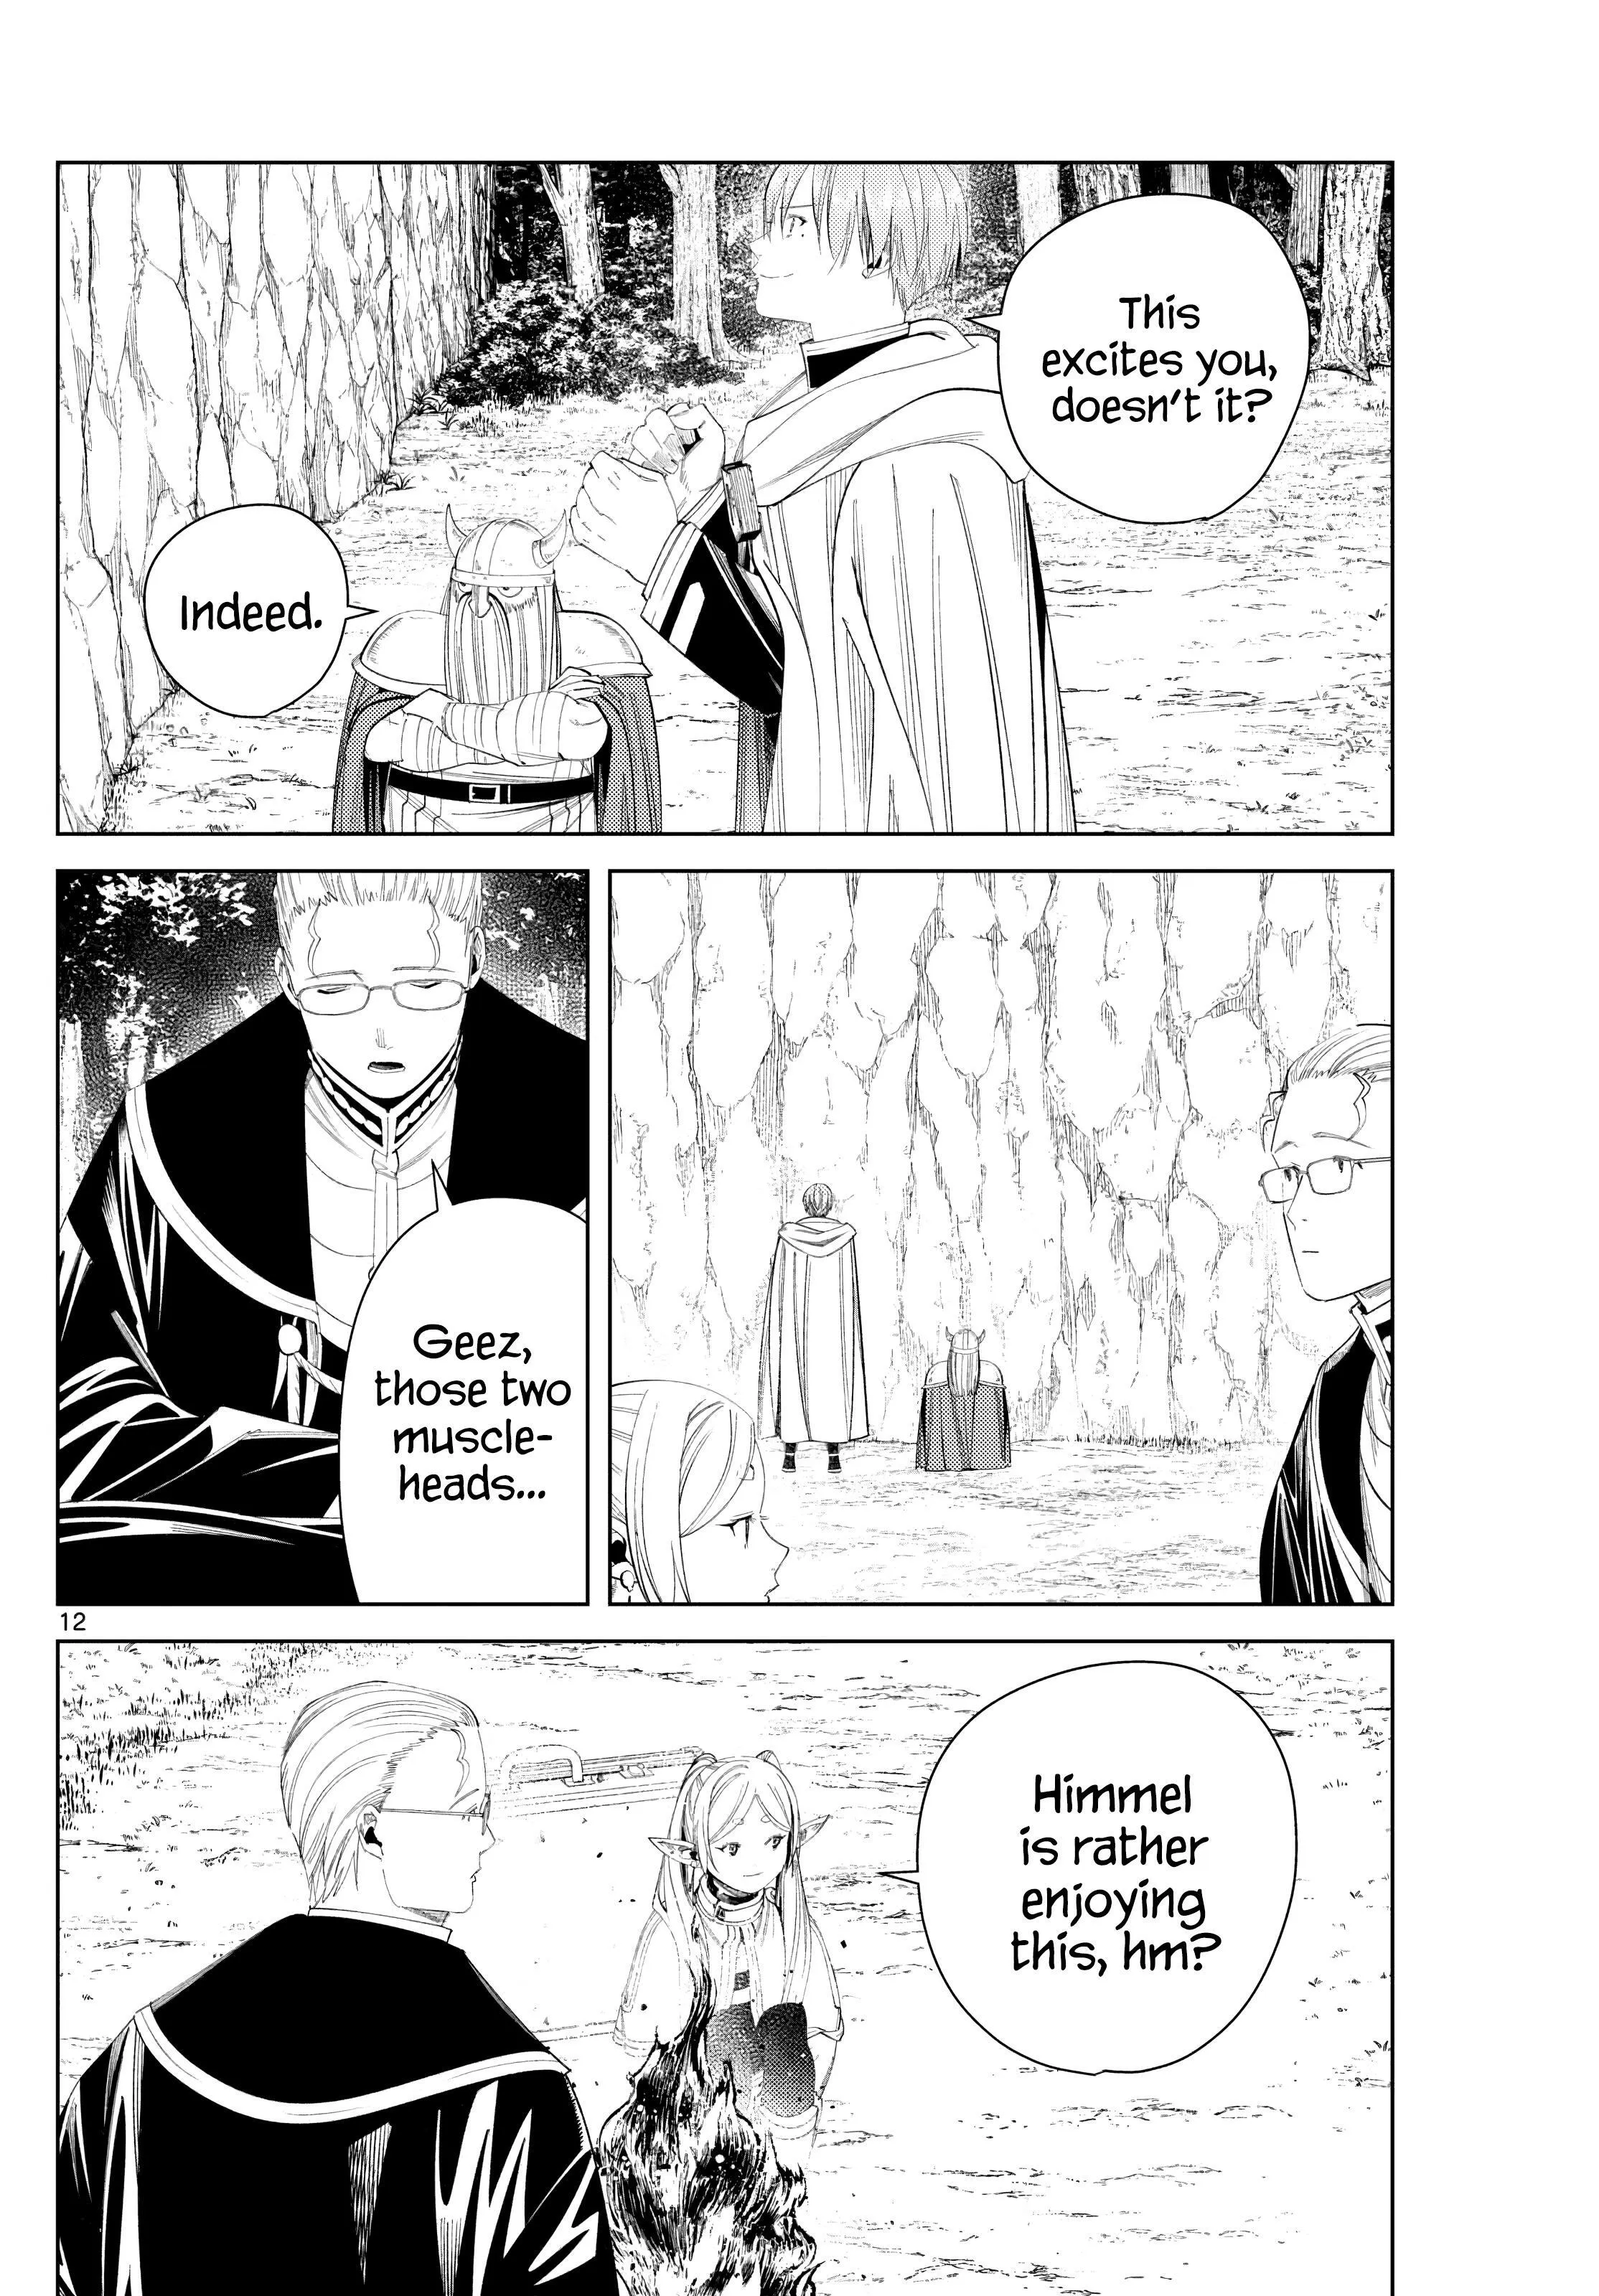 This
excites you,
doesn't it?
Indeed.
Geez,
those two
muscle-
heads...
12
Himmel
is rather
enjoying
this, hm?